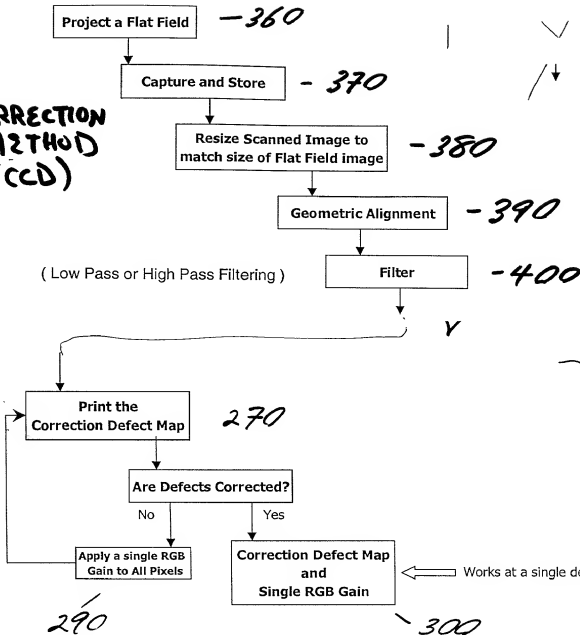 Project a Flat Field
-360
Capture and Store
- 370
Resize Scanned Image to
match size of Flat Field image
-380
Geometric Alignment
-390
( Low Pass or High Pass Filtering )
Filter
-400
Print the
Correction Defect Map
270
Are Defects Corrected?
No
Yes
Apply a single RGB
Gain to All Pixels
290
Correction Defect Map
and
Single RGB Gain
300
Works at a single
CCD)